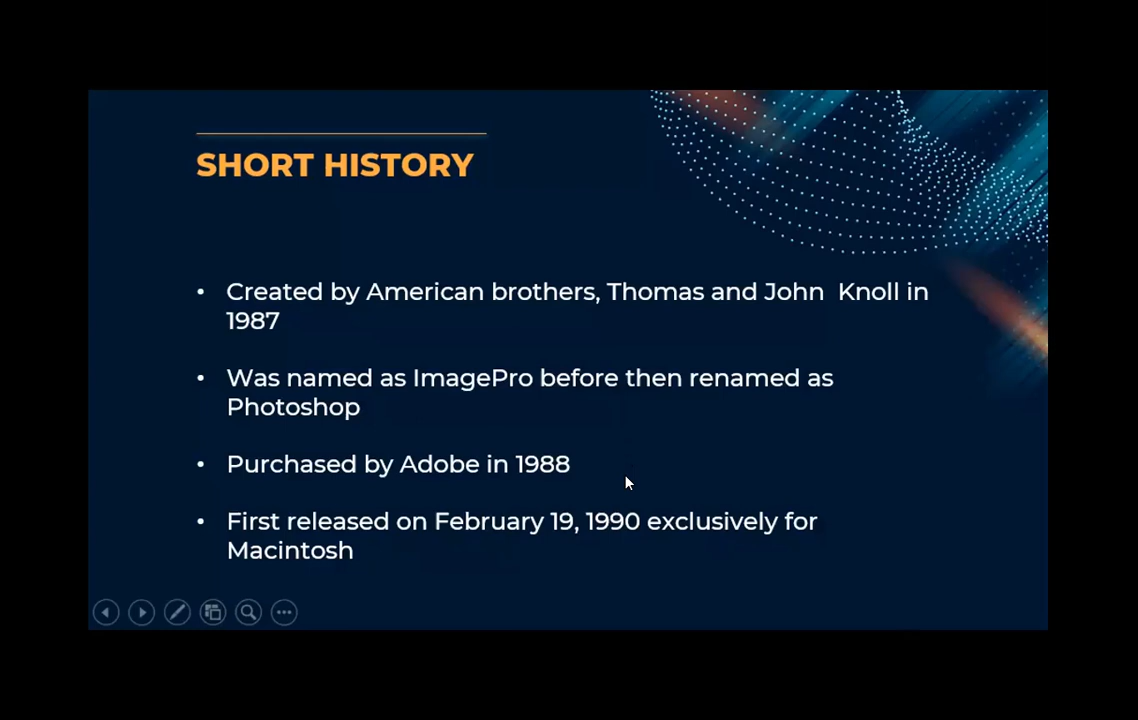 SHORT HISTORY
• Created by American brothers, Thomas and John  Knoll in
1987
• Was named as ImagePro before then renamed as
Photoshop
• Purchased by Adobe in 1988
• First released on February 19, 1990 exclusively for
Macintosh